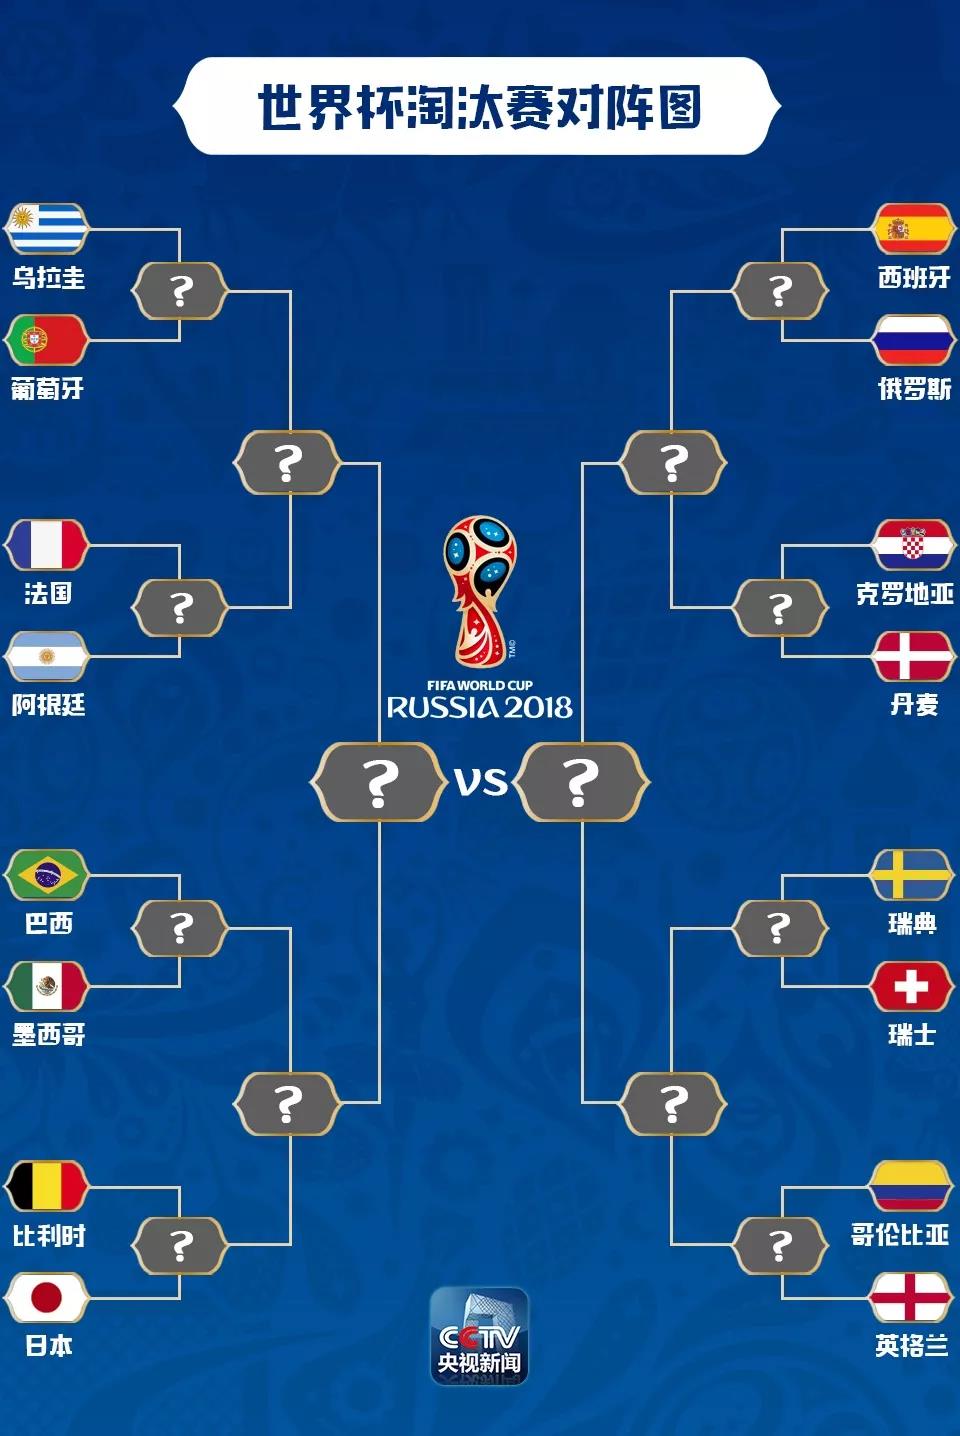 世界杯淘汰赛对阵图
乌拉圭
西班牙
?
?
葡萄牙
俄罗斯
?
?
法国
克罗地亚
?
?
阿根廷
丹麦
TM©
FIFA WORLD CUP
RUSSIA 2018
? VS ?
巴西
瑞典
?
?
墨西哥
瑞士
?
?
比利时
哥伦比亚
?
?
日本
英格兰
CCTV
央视新闻